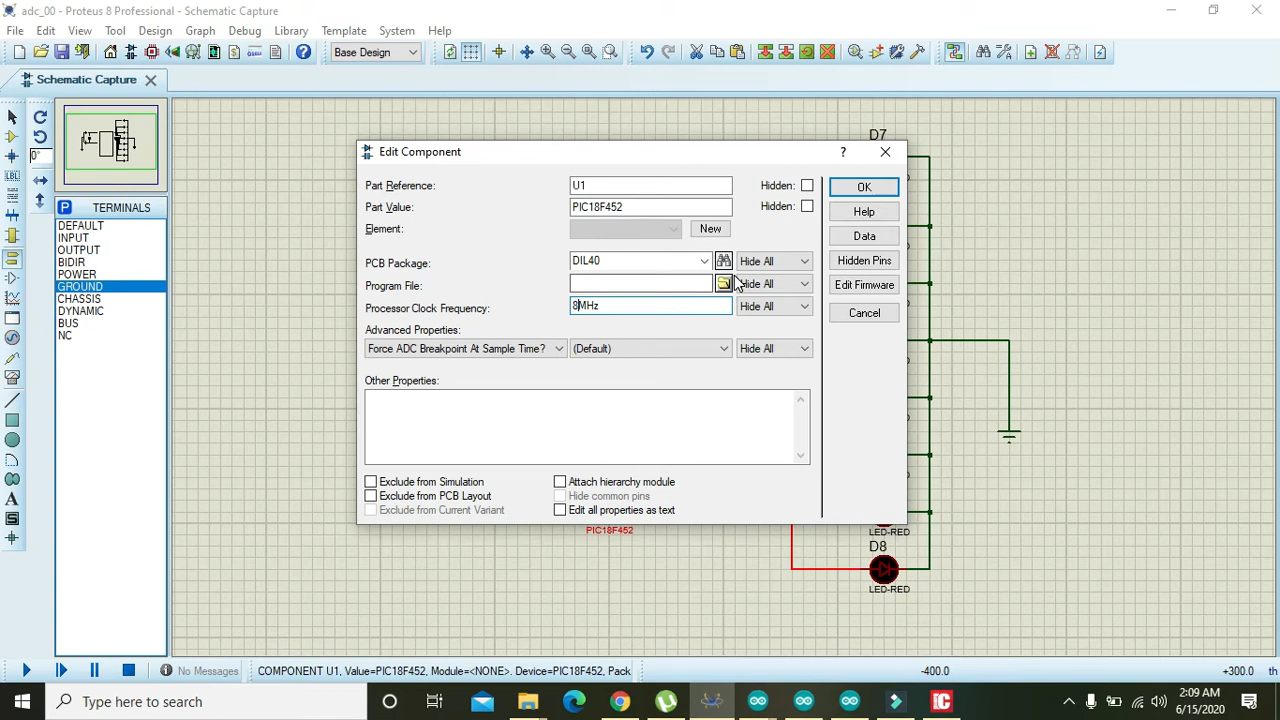 adc_00 - Proteus 8 Professional - Schematic Capture
File Edit View Tool Design Graph Debug Library Template System Help
Base Design
Schematic Capture
0°
LBL
P TERMINALS
DEFAULT
INPUT
OUTPUT
BIDIR
POWER
GROUND
CHASSIS
DYNAMIC
BUS
NC
A
S
D7
Edit Component
?
Part Reference: U1 Hidden: OK
Part Value: PIC18F452 Hidden: Help
Element: New Data
PCB Package: DIL40 Hide All Hidden Pins
Program File: Hide All Edit Firmware
Processor Clock Frequency: 8MHz Hide All Cancel
Advanced Properties:
Force ADC Breakpoint At Sample Time? (Default) Hide All
Other Properties:
Exclude from Simulation Attach hierarchy module
Exclude from PCB Layout Hide common pins
Exclude from Current Variant Edit all properties as text
PIC18F452
LED-RED
D8
LED-RED
No Messages COMPONENT U1, Value=PIC18F452, Module=<NONE>. Device=PIC18F452, Pack -400.0 +300.0
Type here to search
IC
2:09 AM
6/15/2020